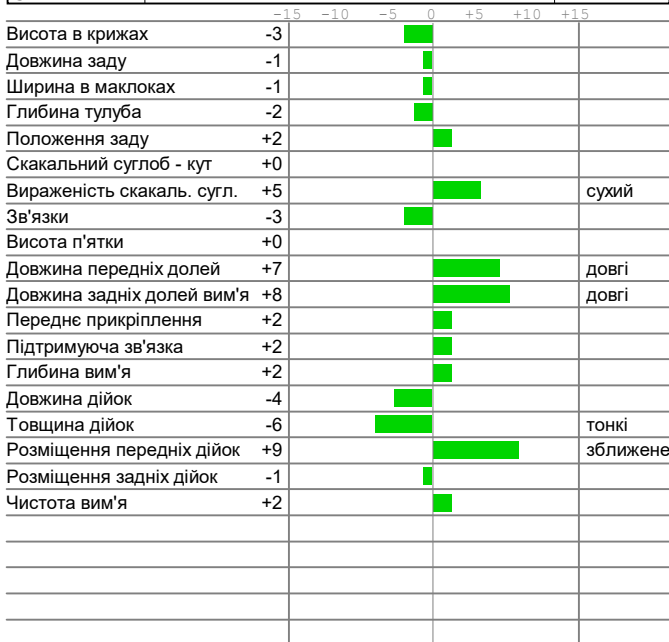 -15 -10 -5 0 +5 +10 +15
Висота в крижах -3
Довжина заду -1
Ширина в маклоках -1
Глибина тулуба -2
Положення заду +2
Скакальний суглоб - кут +0
Вираженість скакаль. сугл. +5 сухий
Зв'язки -3
Висота п'ятки +0
Довжина передніх долей +7 довгі
Довжина задніх долей вим'я +8 довгі
Переднє прикріплення +2
Підтримуюча зв'язка +2
Глибина вим'я +2
Довжина дійок -4
Товщина дійок -6 тонкі
Розміщення передніх дійок +9 зближене
Розміщення задніх дійок -1
Чистота вим'я +2